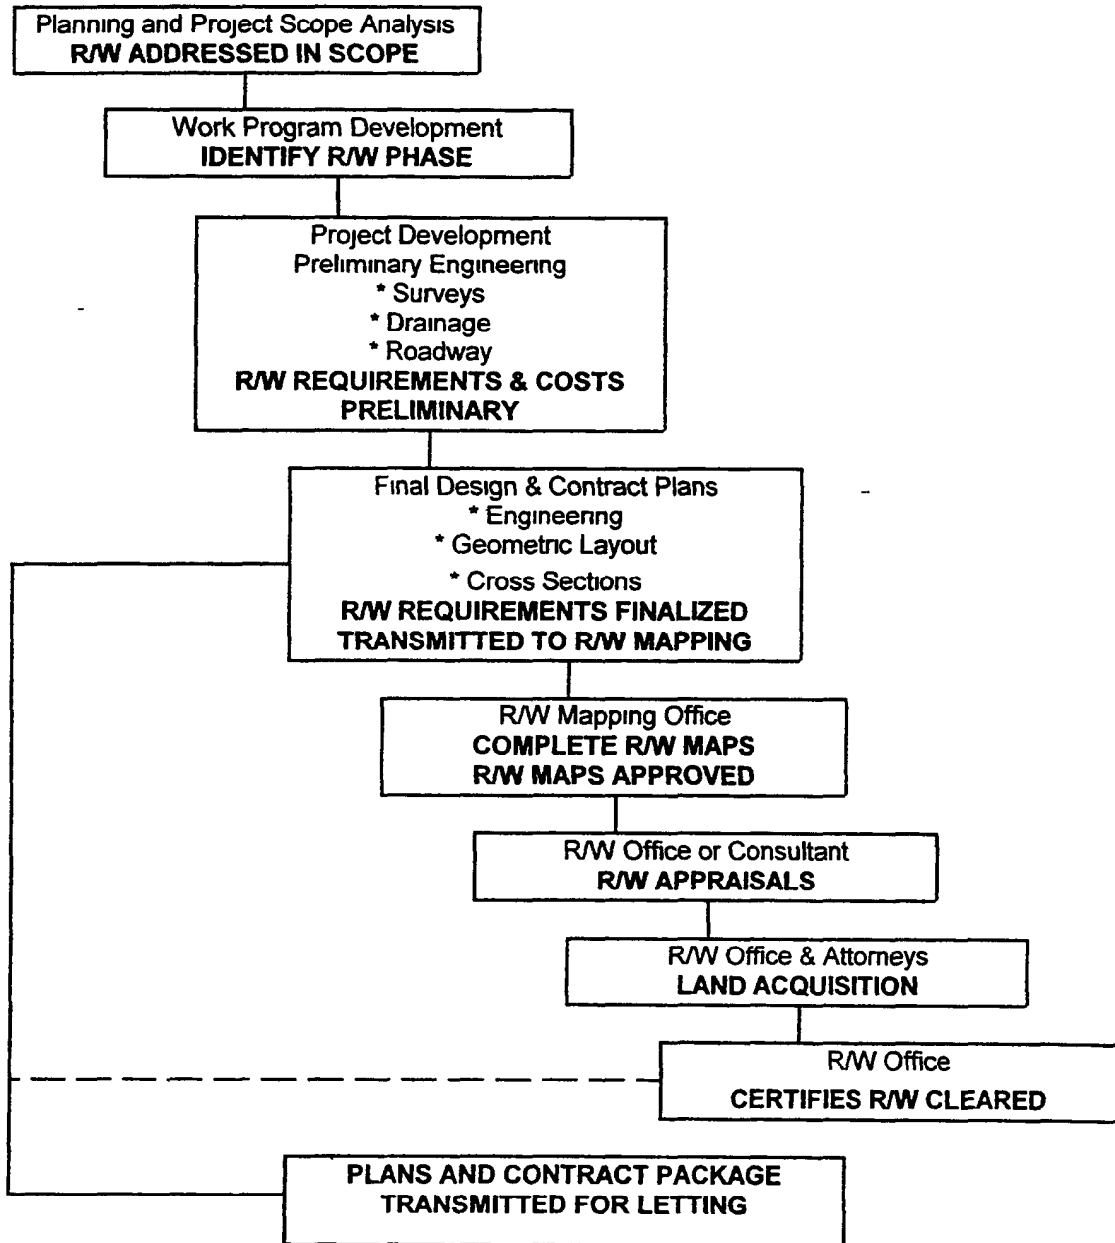 Planning and Project Scope Analysis
R/W ADDRESSED IN SCOPE
Work Program Development
IDENTIFY R/W PHASE
Project Development
Preliminary Engineering
* Surveys
* Drainage
* Roadway
R/W REQUIREMENTS & COSTS
PRELIMINARY
Final Design & Contract Plans
* Engineering
* Geometric Layout
* Cross Sections
R/W REQUIREMENTS FINALIZED
TRANSMITTED TO R/W MAPPING
R/W Mapping Office
COMPLETE R/W MAPS
R/W MAPS APPROVED
R/W Office or Consultant
R/W APPRAISALS
R/W Office & Attorneys
LAND ACQUISITION
R/W Office
CERTIFIES R/W CLEARED
PLANS AND CONTRACT PACKAGE
TRANSMITTED FOR LETTING